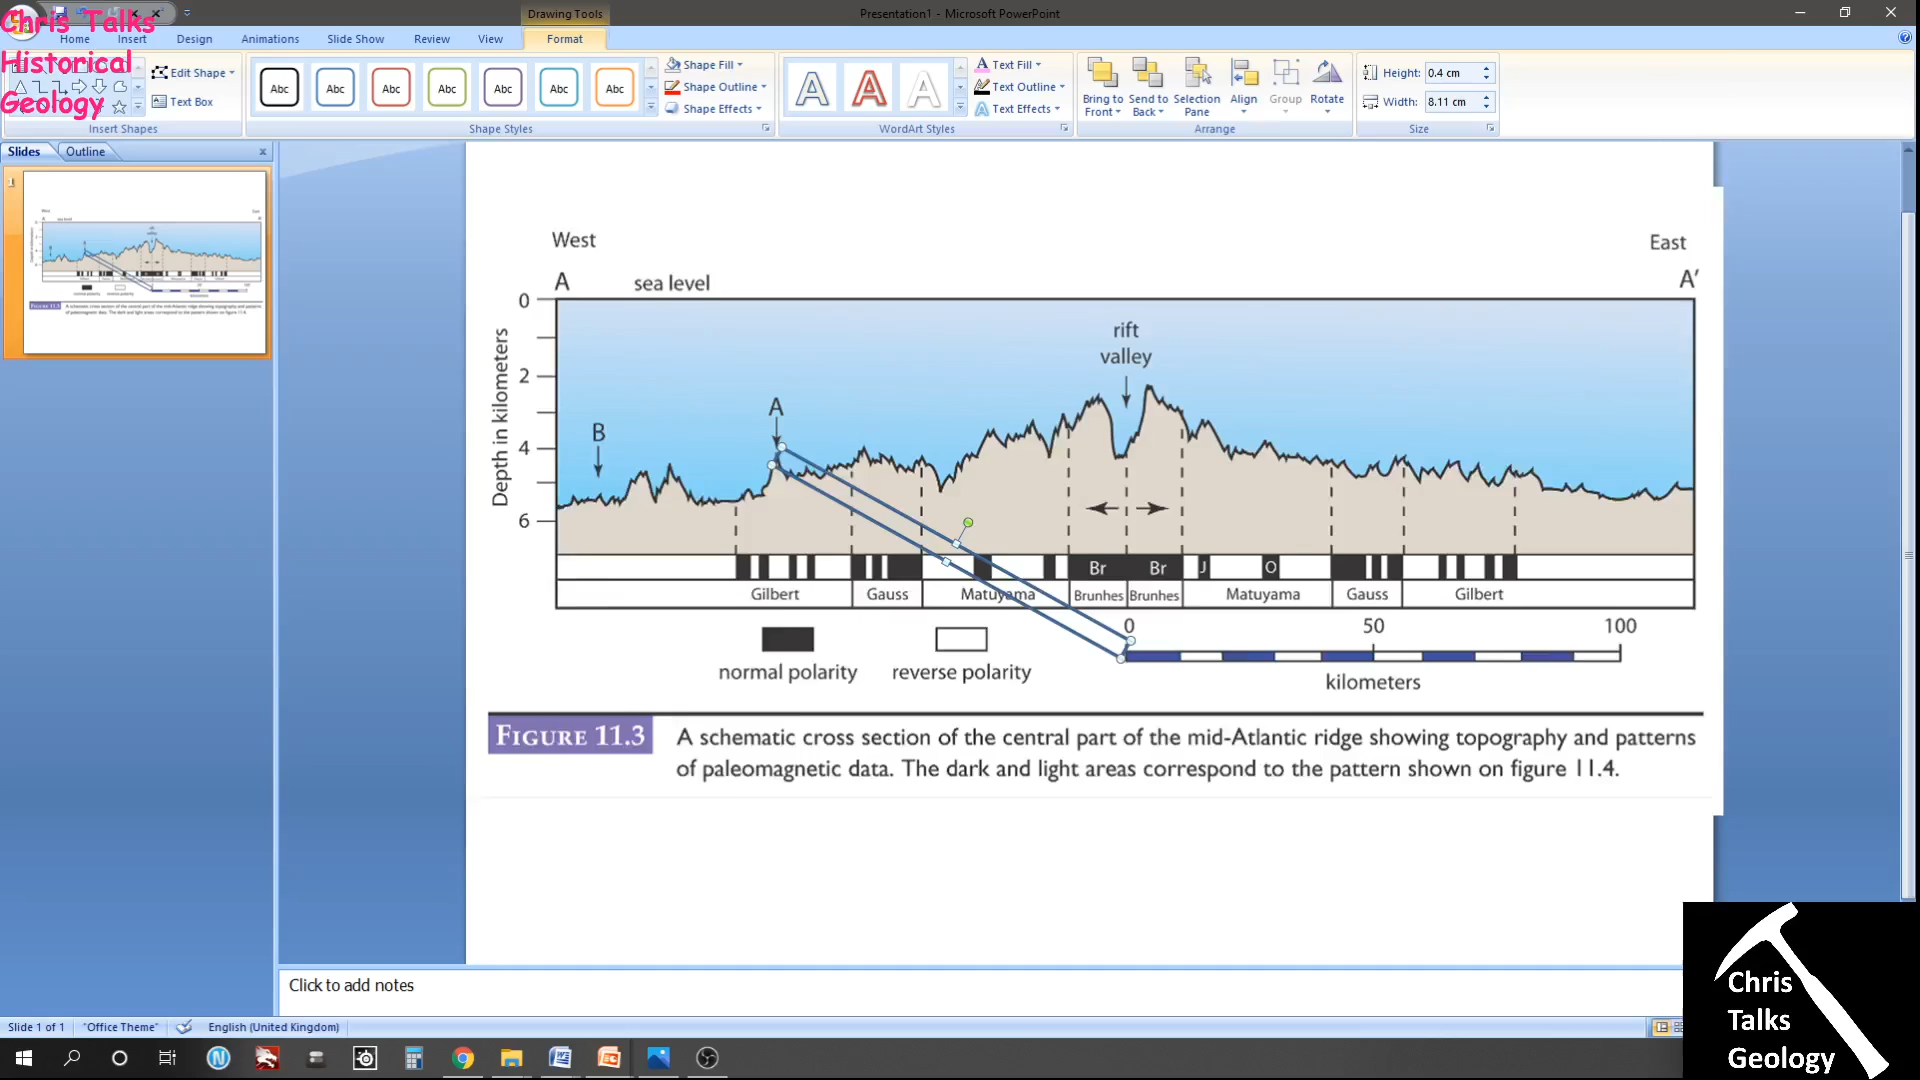 Drawing Tools
Presentation1 - Microsoft PowerPoint
Chris Talks
Historical
Geology
Home Insert Design Animations Slide Show Review View Format
Edit Shape
Text Box
Abc Abc Abc Abc Abc Abc Abc
Shape Fill
Shape Outline
Shape Effects
A A A
Text Fill
Text Outline
Text Effects
Bring to Front
Send to Back
Selection Pane
Align
Group
Rotate
Height: 0.4 cm
Width: 8.11 cm
Insert Shapes
Shape Styles
WordArt Styles
Arrange
Size
Slides Outline
1
West
East
A
sea level
A′
0
2
4
6
Depth in kilometers
rift
valley
A
B
Br Br J O
Gilbert Gauss Matuyama Brunhes Brunhes Matuyama Gauss Gilbert
0 50 100
normal polarity
reverse polarity
kilometers
FIGURE 11.3
A schematic cross section of the central part of the mid-Atlantic ridge showing topography and patterns
of paleomagnetic data. The dark and light areas correspond to the pattern shown on figure 11.4.
Click to add notes
Slide 1 of 1
"Office Theme"
English (United Kingdom)
Chris
Talks
Geology